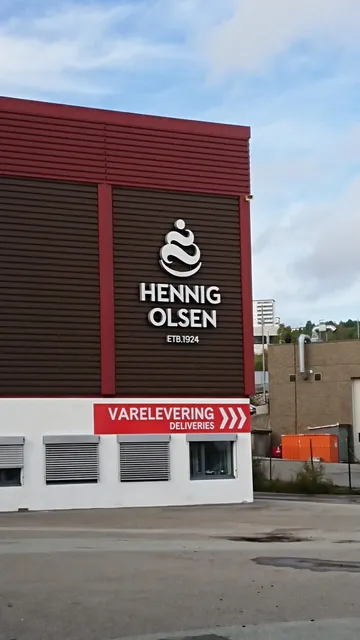 HENNIG
OLSEN
ETB.1924
VARELEVERING
DELIVERIES